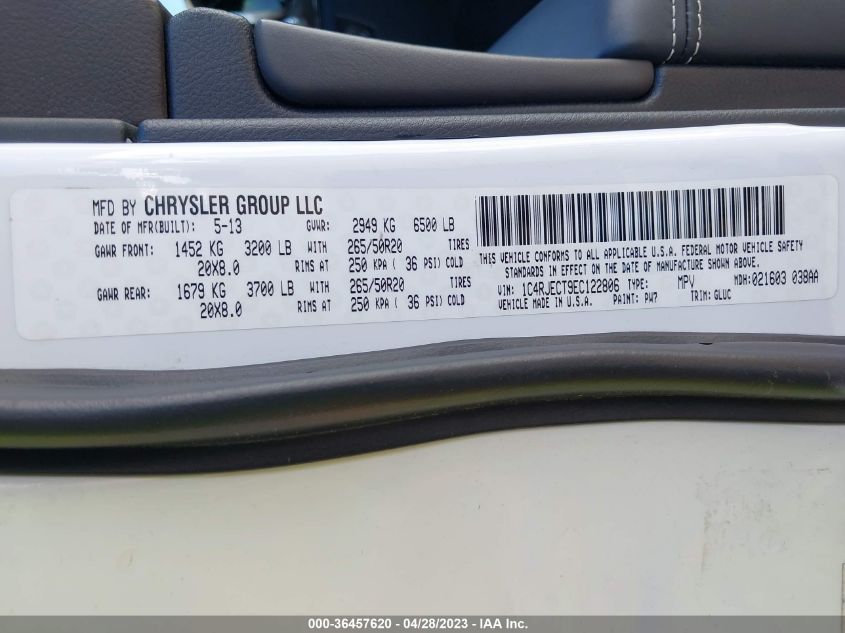 MFD BY CHRYSLER GROUP LLC
DATE OF MFR(BUILT): 5-13 GVWR: 2949 KG 6500 LB
GAWR FRONT: 1452 KG 3200 LB WITH 265/50R20 TIRES
20X8.0 RIMS AT 250 KPA ( 36 PSI) COLD
GAWR REAR: 1679 KG 3700 LB WITH 265/50R20 TIRES
20X8.0 RIMS AT 250 KPA ( 36 PSI) COLD
THIS VEHICLE CONFORMS TO ALL APPLICABLE U.S.A. FEDERAL MOTOR VEHICLE SAFETY
STANDARDS IN EFFECT ON THE DATE OF MANUFACTURE SHOWN ABOVE.
VIN: 1C4RJECT9EC122806 TYPE: MPV MDH:021603 038AA
VEHICLE MADE IN U.S.A. PAINT: PW7 TRIM: GLUC
000-36457620 - 04/28/2023 - IAA Inc.